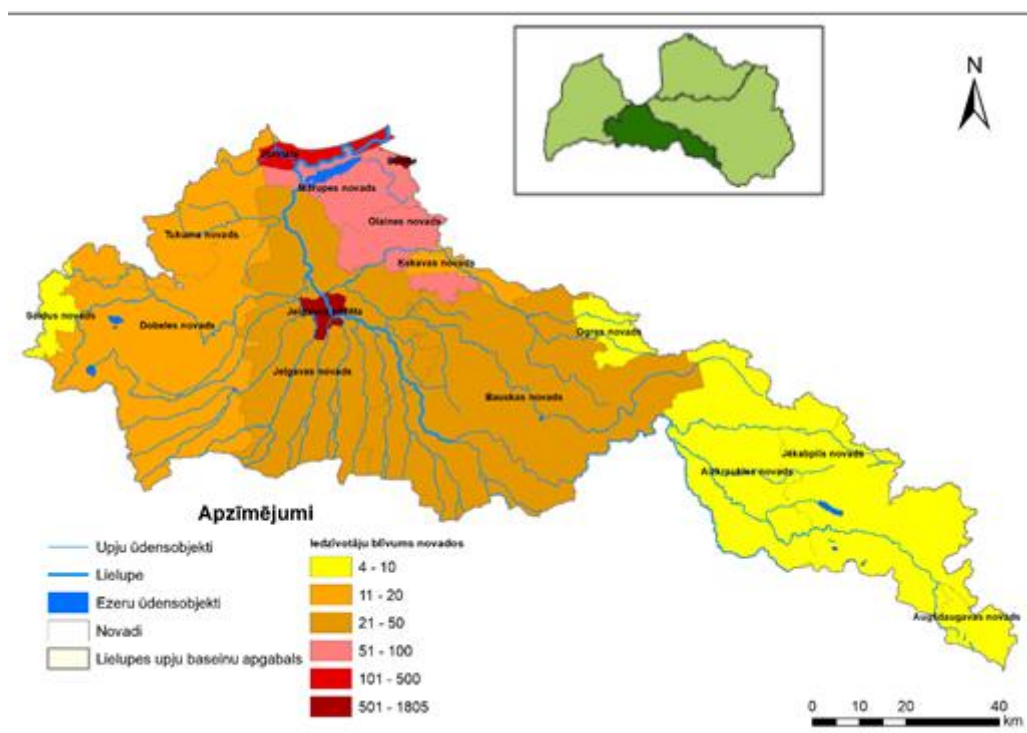 N
Jūrmala
Mārupes novads
Olaines novads
Tukuma novads
Ķekavas novads
Saldus novads
Dobeles novads
Jelgavas novads
Ogres novads
Bauskas novads
Jēkabpils novads
Aizkraukles novads
Augšdaugavas novads
Apzīmējumi
Upju ūdensobjekti
Lielupe
Ezeru ūdensobjekti
Novadi
Lielupes upju baseinu apgabals
Iedzīvotāju blīvums novados
4 - 10
11 - 20
21 - 50
51 - 100
101 - 500
501 - 1805
0 10 20 40
km